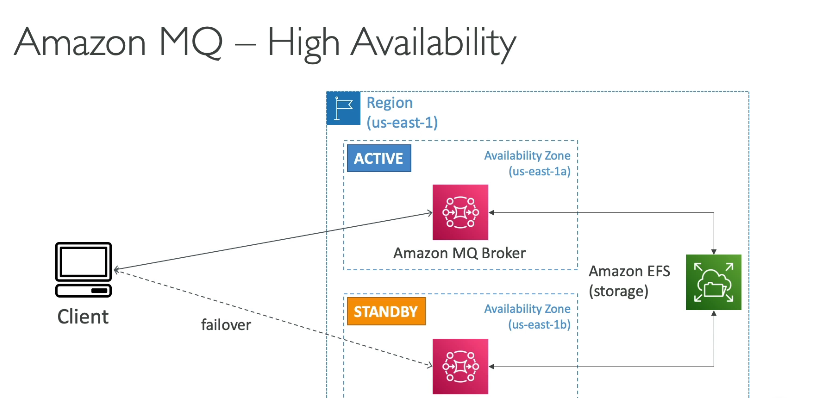 Amazon MQ – High Availability
Region
(us-east-1)
ACTIVE
Availability Zone
(us-east-1a)
Amazon MQ Broker
Amazon EFS
(storage)
Client
failover
STANDBY
Availability Zone
(us-east-1b)